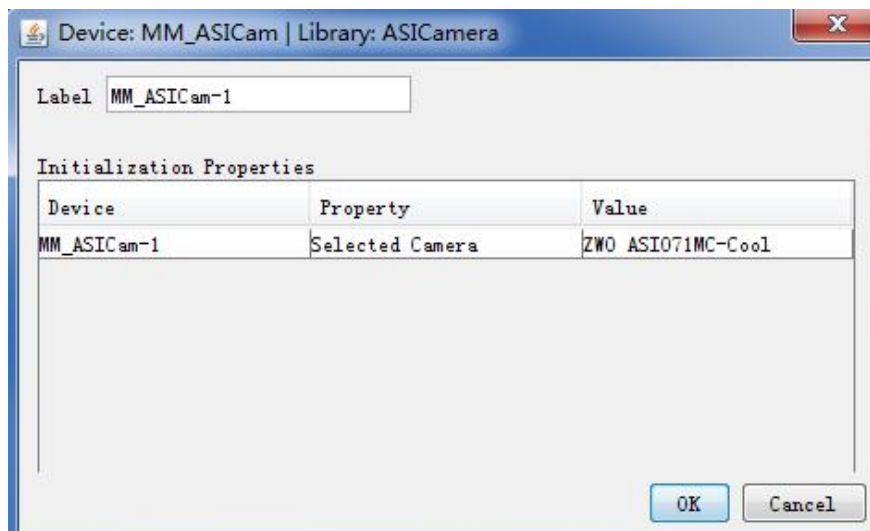 Device: MM_ASICam | Library: ASICamera
Label MM_ASICam-1
Initialization Properties
Device Property Value
MM_ASICam-1 Selected Camera ZWO ASI071MC-Cool
OK Cancel